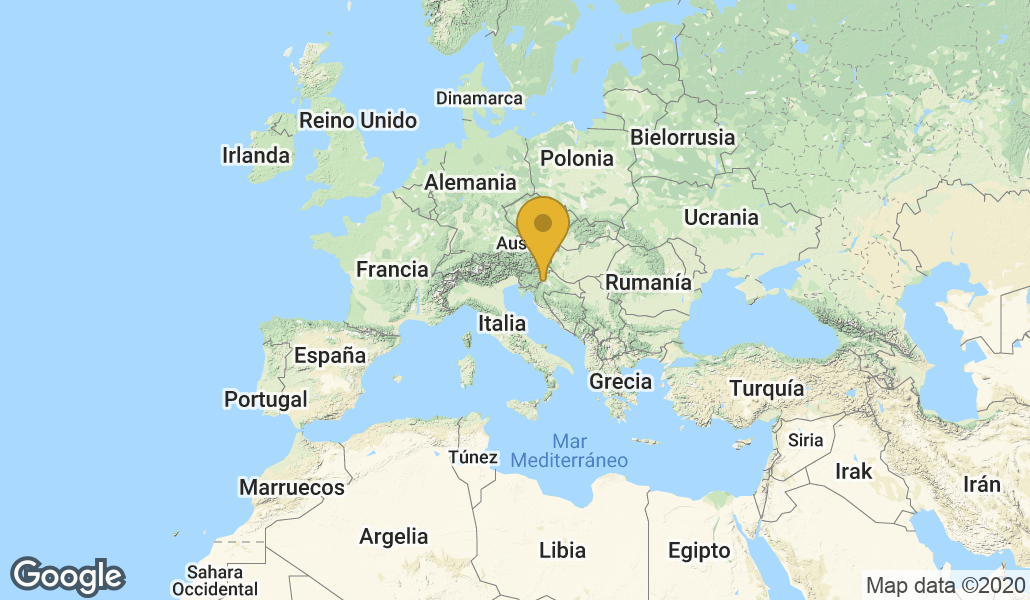 Dinamarca
Reino Unido
Bielorrusia
Irlanda
Polonia
Alemania
Ucrania
Aus
Francia
Rumanía
Italia
España
Grecia
Turquía
Portugal
Siria
Mar
Mediterráneo
Túnez
Irak
Marruecos
Irán
Argelia
Libia
Egipto
Sahara
Occidental
Google
Map data ©2020